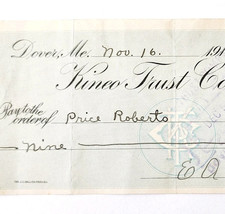 Dover, Me. Nov. 16. 191
Kineo Trust Co
Pay to the
order of Price Roberts
Nine
E A